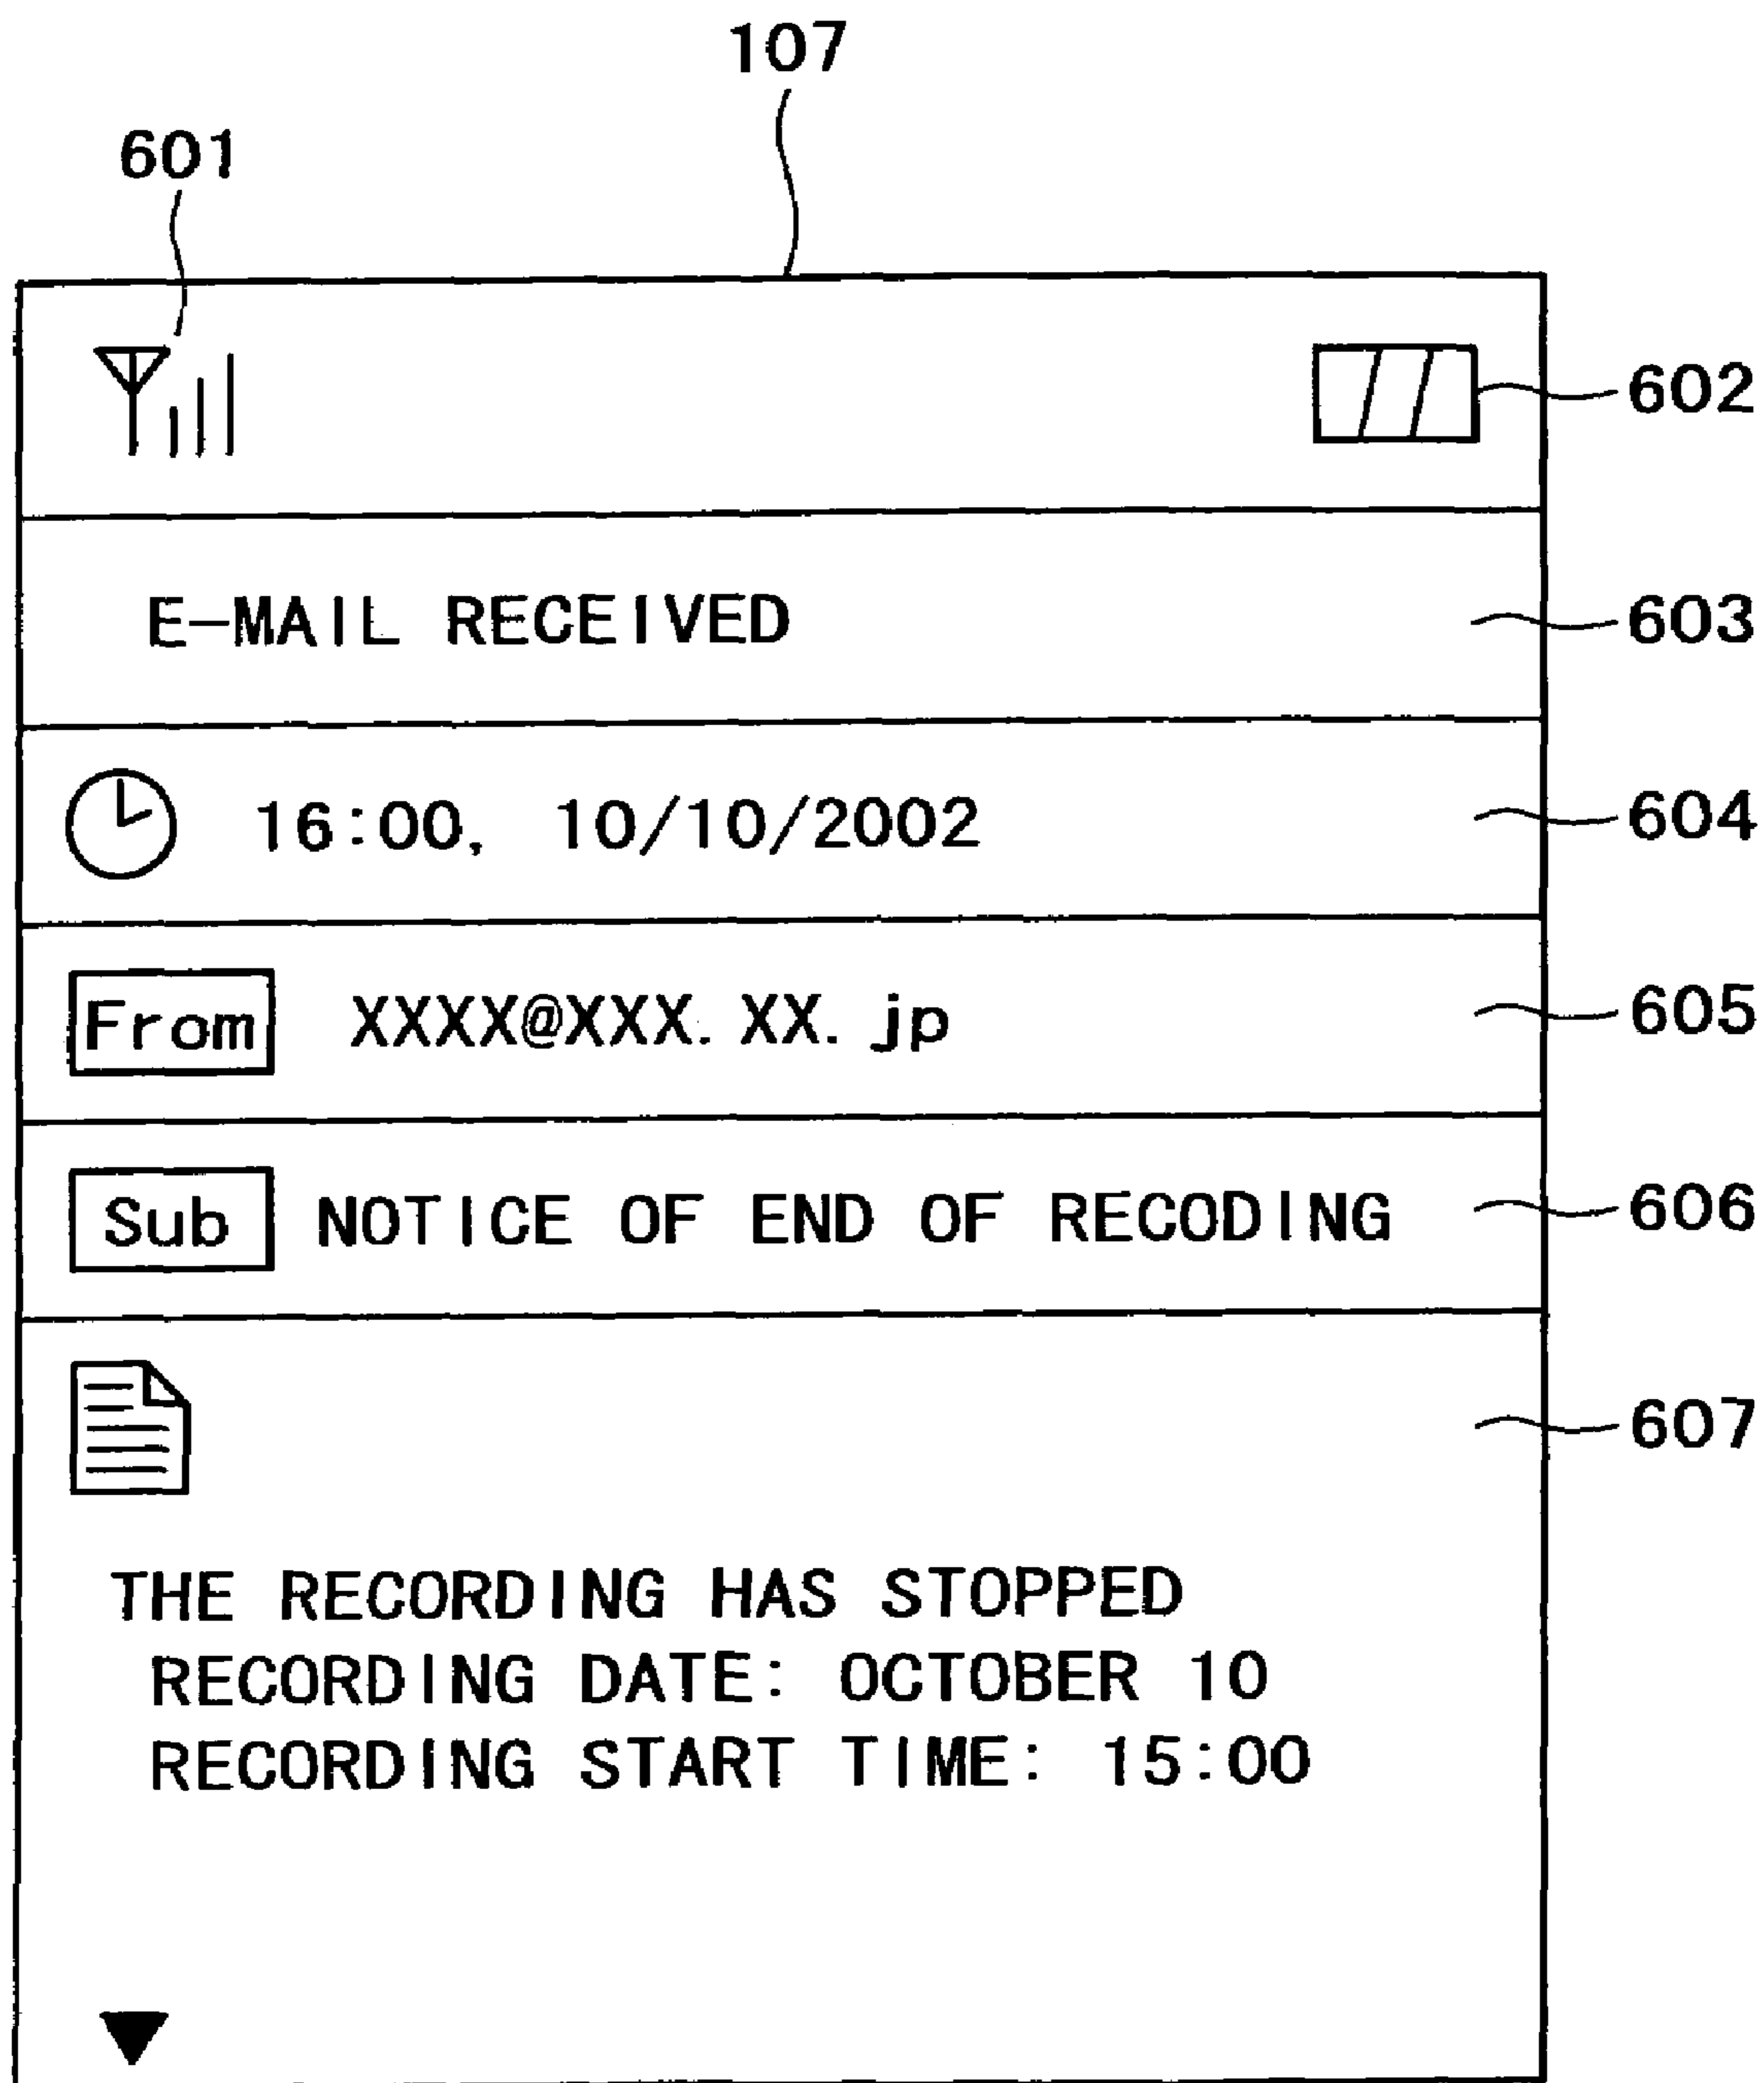 107
601
602
E-MAIL RECEIVED 603
16:00, 10/10/2002 604
From XXXX@XXX.XX.jp 605
Sub NOTICE OF END OF RECODING 606
607
THE RECORDING HAS STOPPED
RECORDING DATE: OCTOBER 10
RECORDING START TIME: 15:00